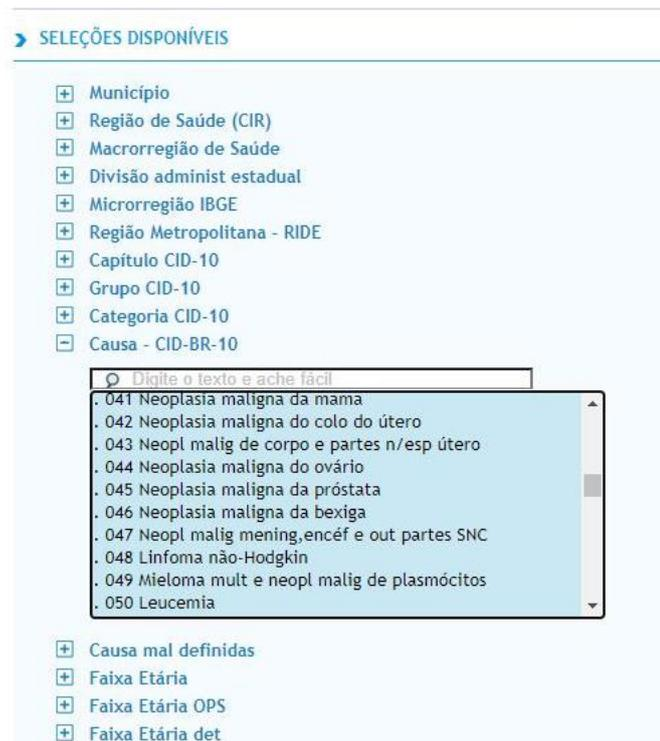 SELEÇÕES DISPONÍVEIS
Município
Região de Saúde (CIR)
Macrorregião de Saúde
Divisão administ estadual
Microrregião IBGE
Região Metropolitana - RIDE
Capítulo CID-10
Grupo CID-10
Categoria CID-10
Causa - CID-BR-10
Digite o texto e ache fácil
. 041 Neoplasia maligna da mama
. 042 Neoplasia maligna do colo do útero
. 043 Neopl malig de corpo e partes n/esp útero
. 044 Neoplasia maligna do ovário
. 045 Neoplasia maligna da próstata
. 046 Neoplasia maligna da bexiga
. 047 Neopl malig mening,encéf e out partes SNC
. 048 Linfoma não-Hodgkin
. 049 Mieloma mult e neopl malig de plasmócitos
. 050 Leucemia
Causa mal definidas
Faixa Etária
Faixa Etária OPS
Faixa Etária det